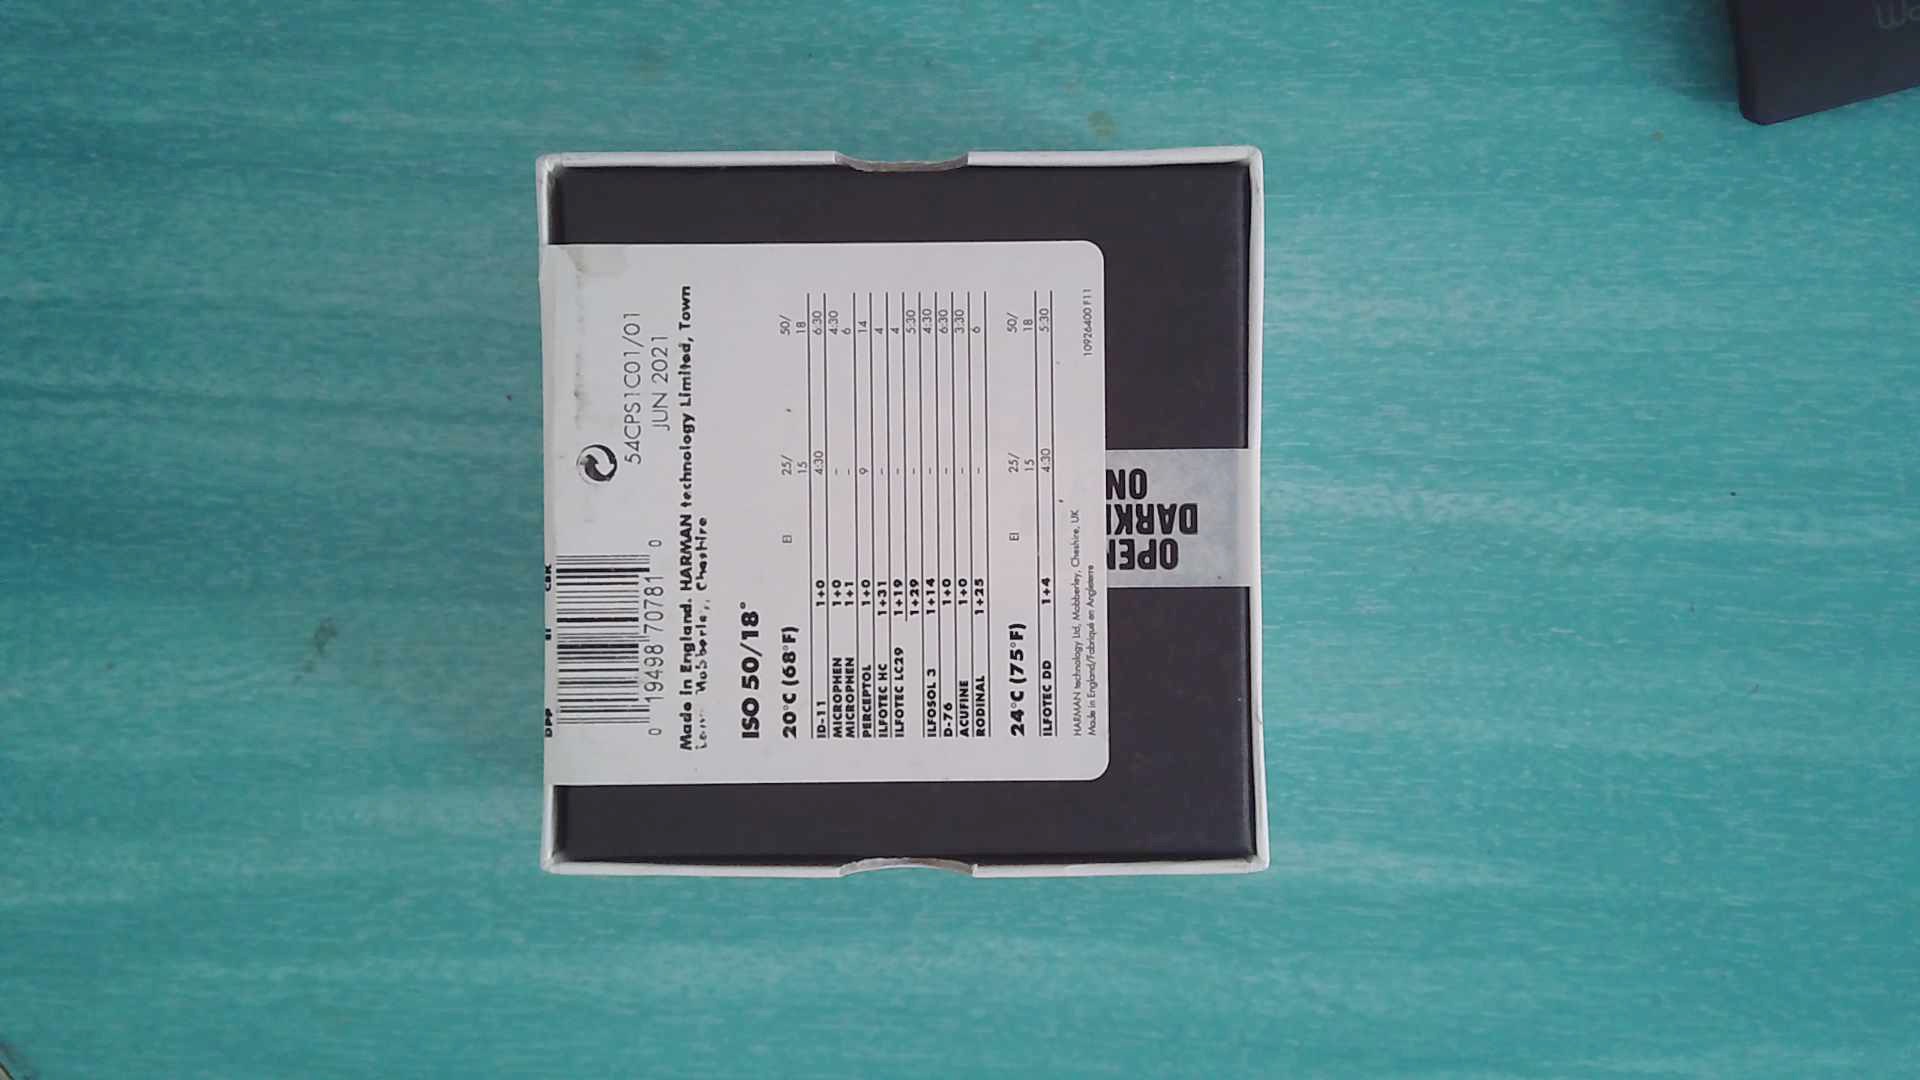 54CPS1C01/01
JUN 2021
0 19498 70781 0
Made in England. HARMAN technology Limited, Town
Cheshire
ISO 50/18°
20°C (68°F) EI 25/15 50/18
ID-11 1+0 4:30 6:30
MICROPHEN 1+0 – 4:30
MICROPHEN 1+1 – 6
PERCEPTOL 1+0 9 14
ILFOTEC HC 1+31 – 4
ILFOTEC LC29 1+19 – 4
1+29 – 5:30
ILFOSOL 3 1+14 – 4:30
D-76 1+0 – 6:30
ACUFINE 1+0 – 3:30
RODINAL 1+25 – 6
24°C (75°F) EI 25/15 50/18
ILFOTEC DD 1+4 4:30 5:30
HARMAN technology Ltd, Mobberley, Cheshire, UK
Made in England/Fabriqué en Angleterre 10926400 F11
OPEN
DARK
ON